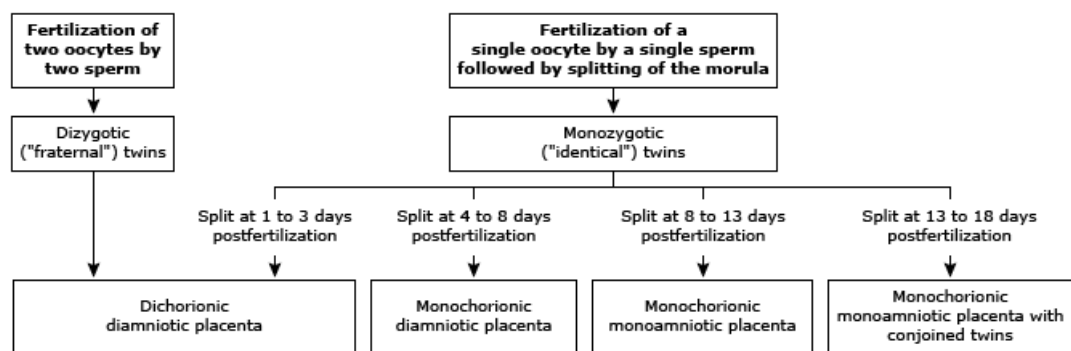 Fertilization of
two oocytes by
two sperm
Fertilization of a
single oocyte by a single sperm
followed by splitting of the morula
Dizygotic
("fraternal") twins
Monozygotic
("identical") twins
Split at 1 to 3 days
postfertilization
Split at 4 to 8 days
postfertilization
Split at 8 to 13 days
postfertilization
Split at 13 to 18 days
postfertilization
Dichorionic
diamniotic placenta
Monochorionic
diamniotic placenta
Monochorionic
monoamniotic placenta
Monochorionic
monoamniotic placenta with
conjoined twins